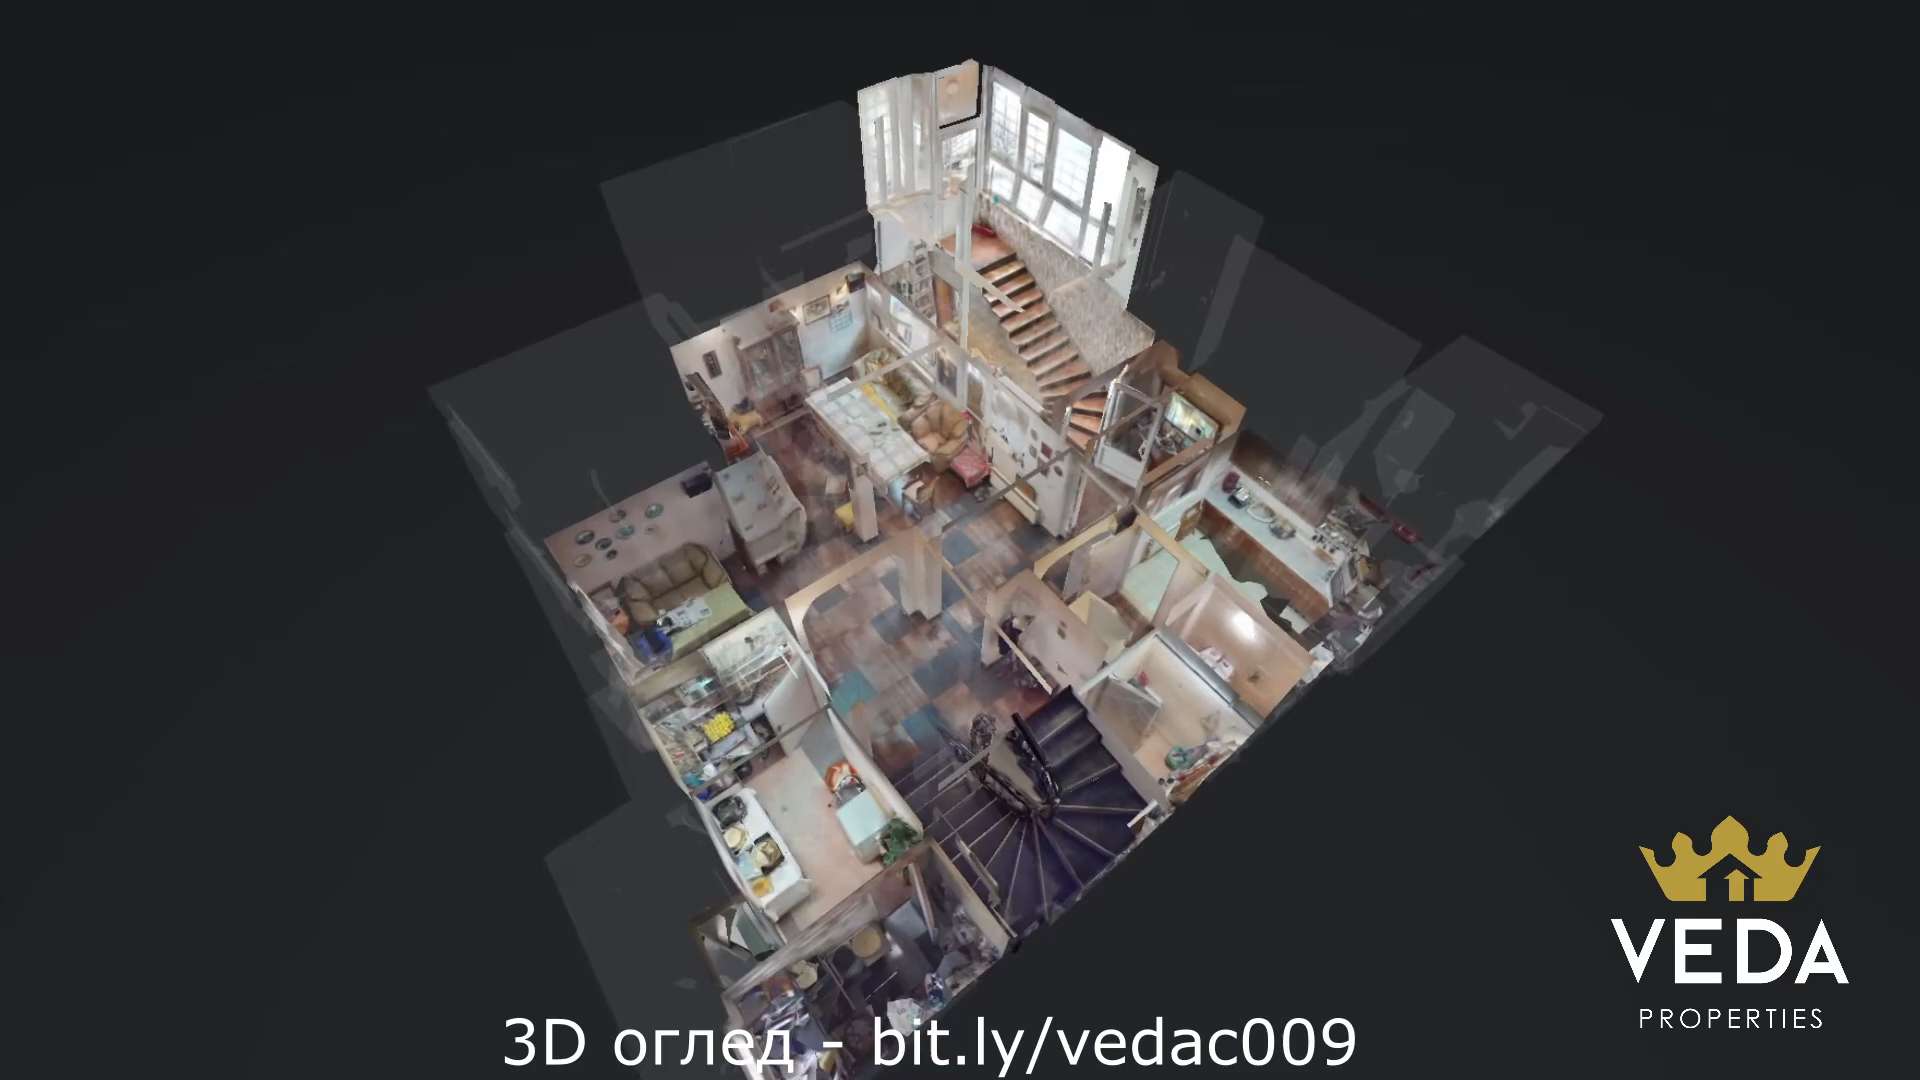 VEDA
PROPERTIES
3D оглед - bit.ly/vedac009